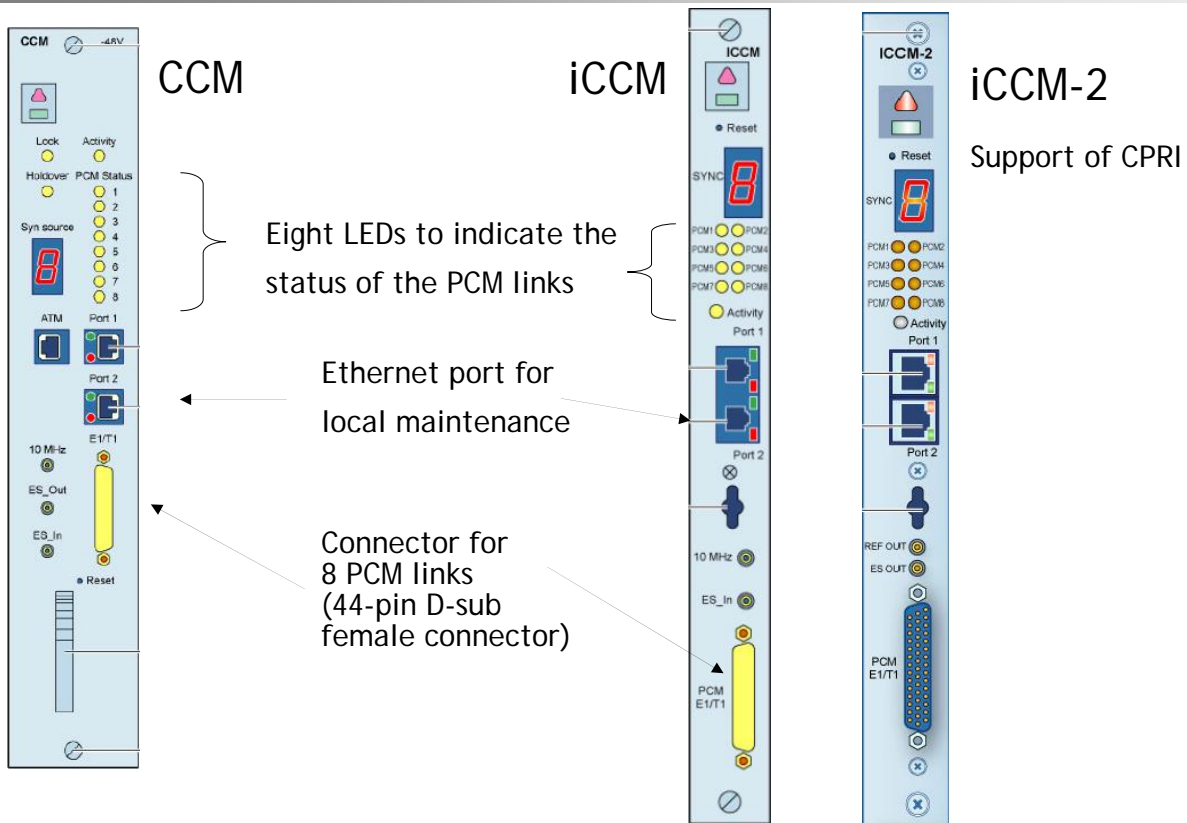 CCM
-48V
Lock
Activity
Holdover
PCM Status
1
2
3
4
5
6
7
8
Syn source
8
ATM
Port 1
Port 2
10 MHz
E1/T1
ES_Out
ES_In
Reset
CCM
Eight LEDs to indicate the
status of the PCM links
Ethernet port for
local maintenance
Connector for
8 PCM links
(44-pin D-sub
female connector)
iCCM
ICCM
Reset
SYNC
8
PCM1 PCM2
PCM3 PCM4
PCM5 PCM6
PCM7 PCM8
Activity
Port 1
Port 2
10 MHz
ES_In
PCM
E1/T1
ICCM-2
Reset
SYNC
8
PCM1 PCM2
PCM3 PCM4
PCM5 PCM6
PCM7 PCM8
Activity
Port 1
Port 2
REF OUT
ES OUT
PCM
E1/T1
iCCM-2
Support of CPRI